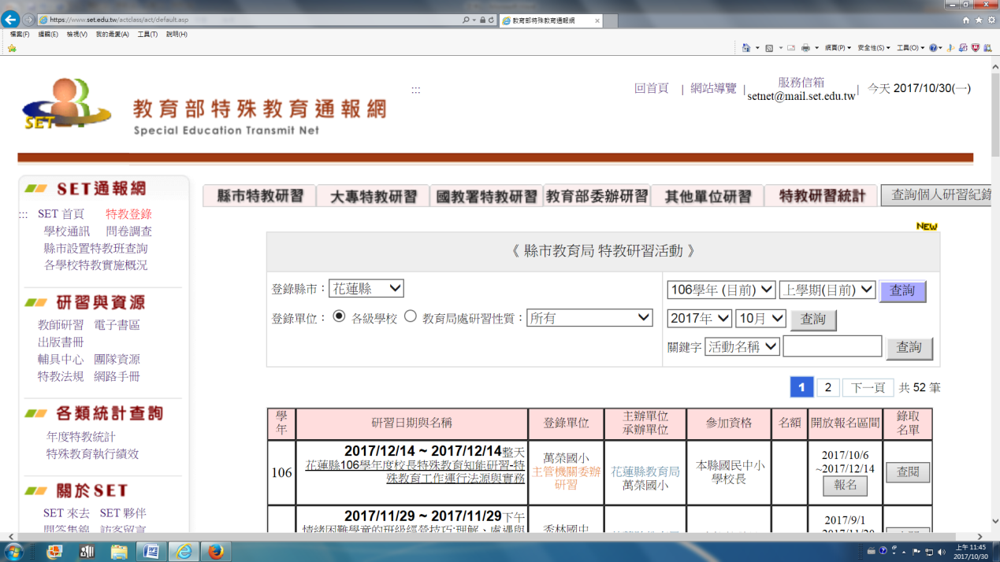 https://www.set.edu.tw/actclass/act/default.asp
教育部特殊教育通報網
檔案(F) 編輯(E) 檢視(V) 我的最愛(A) 工具(T) 說明(H)
網頁(P) 安全性(S) 工具(O)
:::
回首頁 | 網站導覽 | 服務信箱 | 今天 2017/10/30(一)
setnet@mail.set.edu.tw
SET
教育部特殊教育通報網
Special Education Transmit Net
SET通報網
:::
SET 首頁 特教登錄
學校通訊 問卷調查
縣市設置特教班查詢
各學校特教實施概況
研習與資源
教師研習 電子書區
出版書冊
輔具中心 團隊資源
特教法規 網路手冊
各類統計查詢
年度特教統計
特殊教育執行績效
關於SET
SET 來去 SET 夥伴
問答集錦 訪客留言
縣市特教研習 大專特教研習 國教署特教研習 教育部委辦研習 其他單位研習 特教研習統計 查詢個人研習紀錄
NEW
《 縣市教育局 特教研習活動 》
登錄縣市：花蓮縣
登錄單位： 各級學校 教育局處研習性質：所有
106學年 (目前) 上學期(目前) 查詢
2017年 10月 查詢
關鍵字 活動名稱 查詢
1 2 下一頁 共 52 筆
學年 研習日期與名稱 登錄單位 主辦單位 承辦單位 參加資格 名額 開放報名區間 錄取名單
106
2017/12/14 ~ 2017/12/14整天
花蓮縣106學年度校長特殊教育知能研習-特
殊教育工作運行法源與實務
萬榮國小
主管機關委辦
研習
花蓮縣教育局
萬榮國小
本縣國民中小
學校長
2017/10/6
~2017/12/14
報名
查閱
2017/11/29 ~ 2017/11/29下午
情緒困難學童的班級經營技巧:理解、處遇與
秀林國中
2017/9/1
上午 11:45
2017/10/30